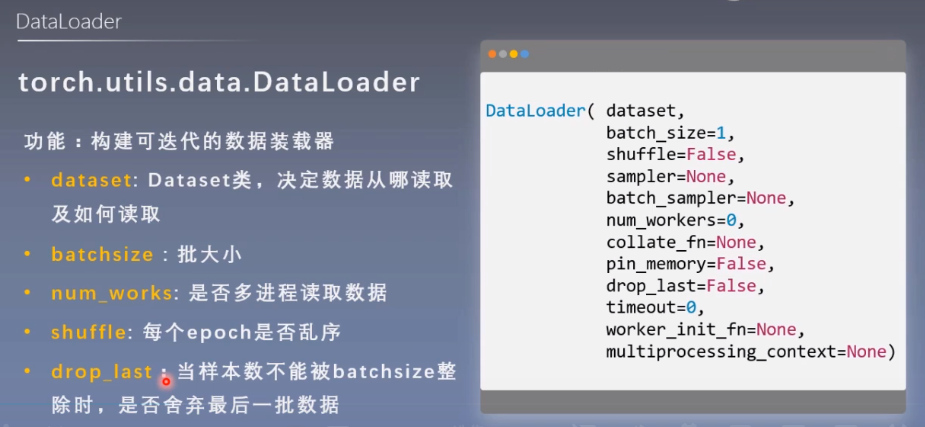 DataLoader
torch.utils.data.DataLoader
功能：构建可迭代的数据装载器
• dataset: Dataset类，决定数据从哪读取
及如何读取
• batchsize : 批大小
• num_works: 是否多进程读取数据
• shuffle: 每个epoch是否乱序
• drop_last：当样本数不能被batchsize整
除时，是否舍弃最后一批数据
DataLoader( dataset,
batch_size=1,
shuffle=False,
sampler=None,
batch_sampler=None,
num_workers=0,
collate_fn=None,
pin_memory=False,
drop_last=False,
timeout=0,
worker_init_fn=None,
multiprocessing_context=None)